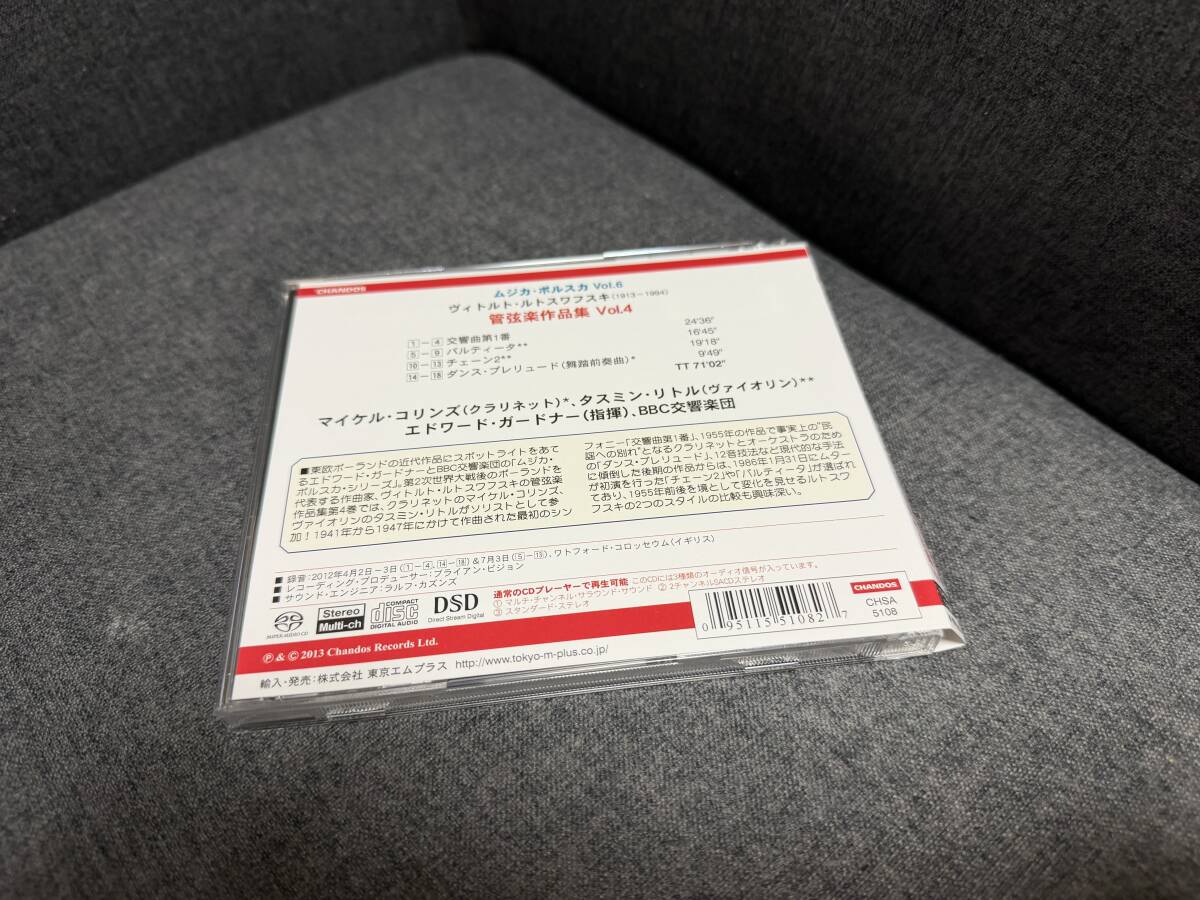 CHANDOS
ムジカ・ポルスカ Vol.6
ヴィトルト・ルトスワフスキ(1913-1994)
管弦楽作品集 Vol.4
1-4 交響曲第1番 24'36"
5-9 パルティータ** 16'45"
10-13 チェーン2** 19'18"
14-18 ダンス・プレリュード(舞踏前奏曲)* 9'49"
TT 71'02"
マイケル・コリンズ(クラリネット)*、タスミン・リトル(ヴァイオリン)**
エドワード・ガードナー(指揮)、BBC交響楽団
■東欧ポーランドの近代作品にスポットライトをあて
るエドワード・ガードナーとBBC交響楽団の「ムジカ・
ポルスカ・シリーズ」。第2次世界大戦後のポーランドを
代表する作曲家、ヴィトルト・ルトスワフスキの管弦楽
作品集第4巻では、クラリネットのマイケル・コリンズ、
ヴァイオリンのタスミン・リトルがソリストとして参
加！1941年から1947年にかけて作曲された最初のシン
フォニー「交響曲第1番」、1955年の作品で事実上の"民
謡への別れ"となるクラリネットとオーケストラのため
の「ダンス・プレリュード」、12音技法など現代的な手法
に傾倒した後期の作品からは、1986年1月31日にムター
が初演を行った「チェーン2」や「パルティータ」が選ばれ
ており、1955年前後を境として変化を見せるルトスワ
フスキの2つのスタイルの比較も興味深い。
■ 録音:2012年4月2日-3日(1-4、14-18)&7月3日(5-13)、ワトフォード・コロッセウム(イギリス)
■ レコーディング・プロデューサー:ブライアン・ピジョン
■ サウンド・エンジニア:ラルフ・カズンズ
SUPER AUDIO CD
Stereo
Multi-ch
COMPACT
disc
DIGITAL AUDIO
DSD
Direct Stream Digital
通常のCDプレーヤーで再生可能 このCDには3種類のオーディオ信号が入っています。
① マルチ・チャンネル・サラウンド・サウンド ② 2チャンネルSACDステレオ
③ スタンダード・ステレオ
0 95115 51082 7
CHANDOS
CHSA
5108
℗ & © 2013 Chandos Records Ltd.
輸入・発売:株式会社 東京エムプラス http://www.tokyo-m-plus.co.jp/